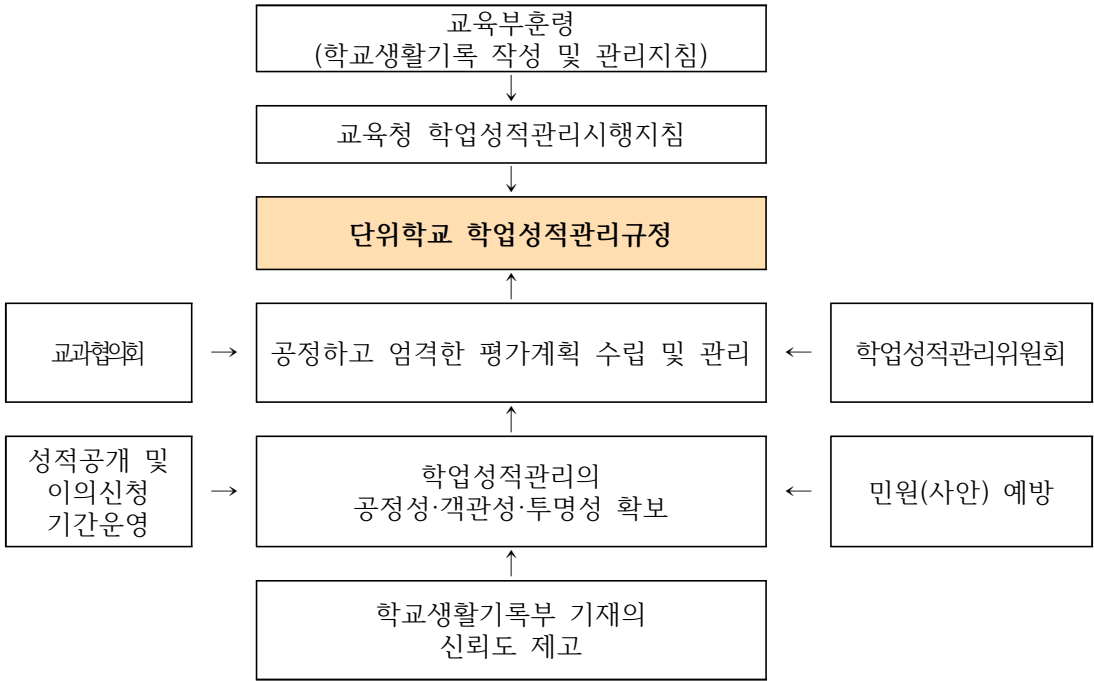 교육부훈령
(학교생활기록 작성 및 관리지침)
↓
교육청 학업성적관리시행지침
↓
단위학교 학업성적관리규정
↑
교과협의회 → 공정하고 엄격한 평가계획 수립 및 관리 ← 학업성적관리위원회
↑
성적공개 및
이의신청
기간운영
→
학업성적관리의
공정성·객관성·투명성 확보
←
민원(사안) 예방
↑
학교생활기록부 기재의
신뢰도 제고